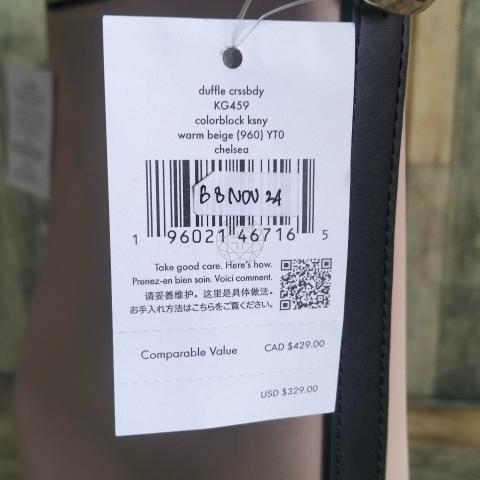 duffle crssbdy
KG459
colorblock ksny
warm beige (960) YT0
chelsea
B 8 NOV 24
1 96021 46716 5
Take good care. Here's how.
Prenez-en bien soin. Voici comment.
请妥善维护。这里是具体做法。
お手入れ方法はこちらをご覧ください。
Comparable Value CAD $429.00
USD $329.00